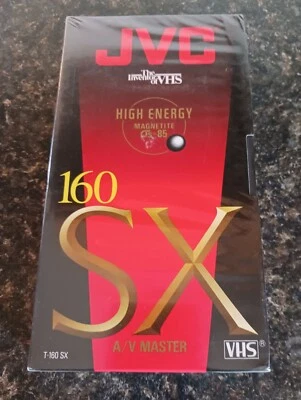 JVC
The
Inventor
of VHS
HIGH ENERGY
MAGNETITE
160
SX
A/V MASTER
T-160 SX
VHS®